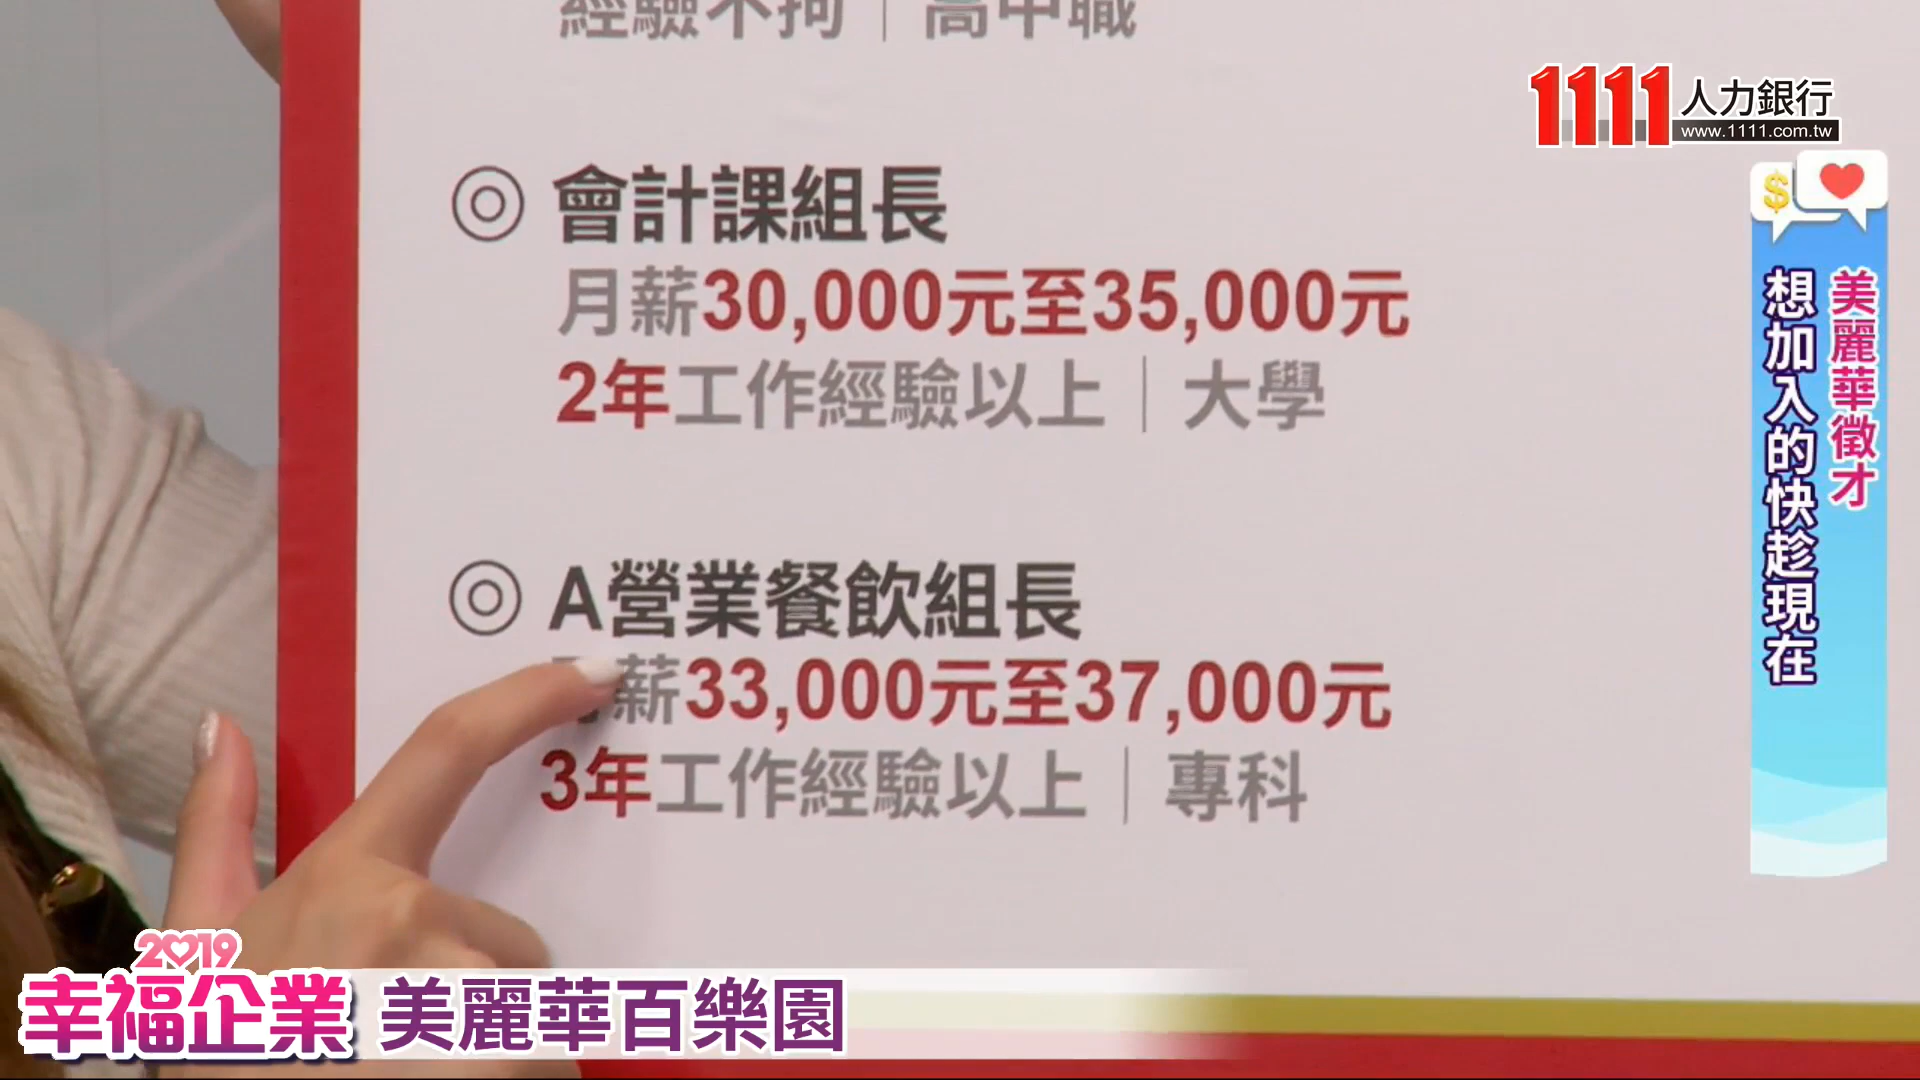 經驗不拘｜高中職
1111人力銀行
www.1111.com.tw
◎ 會計課組長
月薪30,000元至35,000元
2年工作經驗以上｜大學
◎ A營業餐飲組長
月薪33,000元至37,000元
3年工作經驗以上｜專科
$
美麗華徵才
想加入的快趁現在
2019
幸福企業
美麗華百樂園